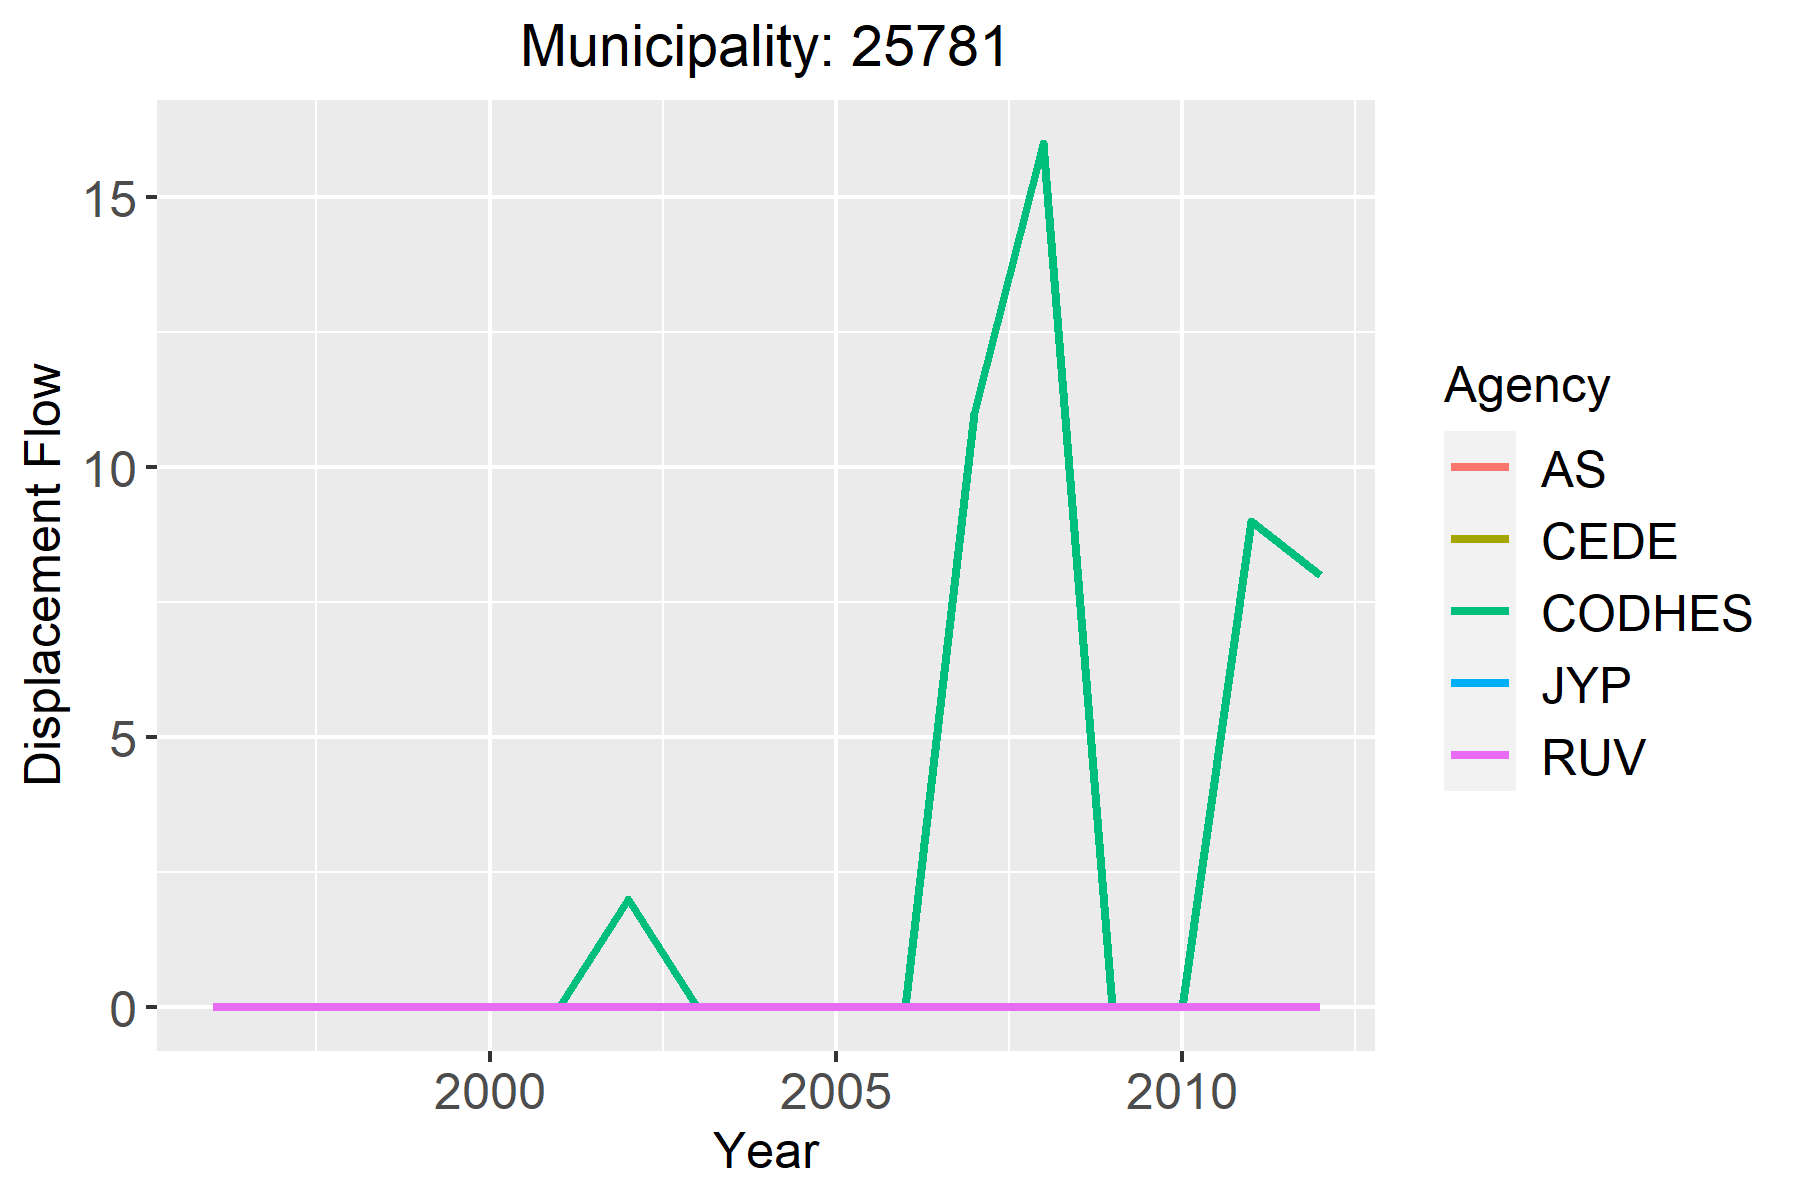 Municipality: 25781
Displacement Flow
15
10
5
0
2000 2005 2010
Year
Agency
AS
CEDE
CODHES
JYP
RUV